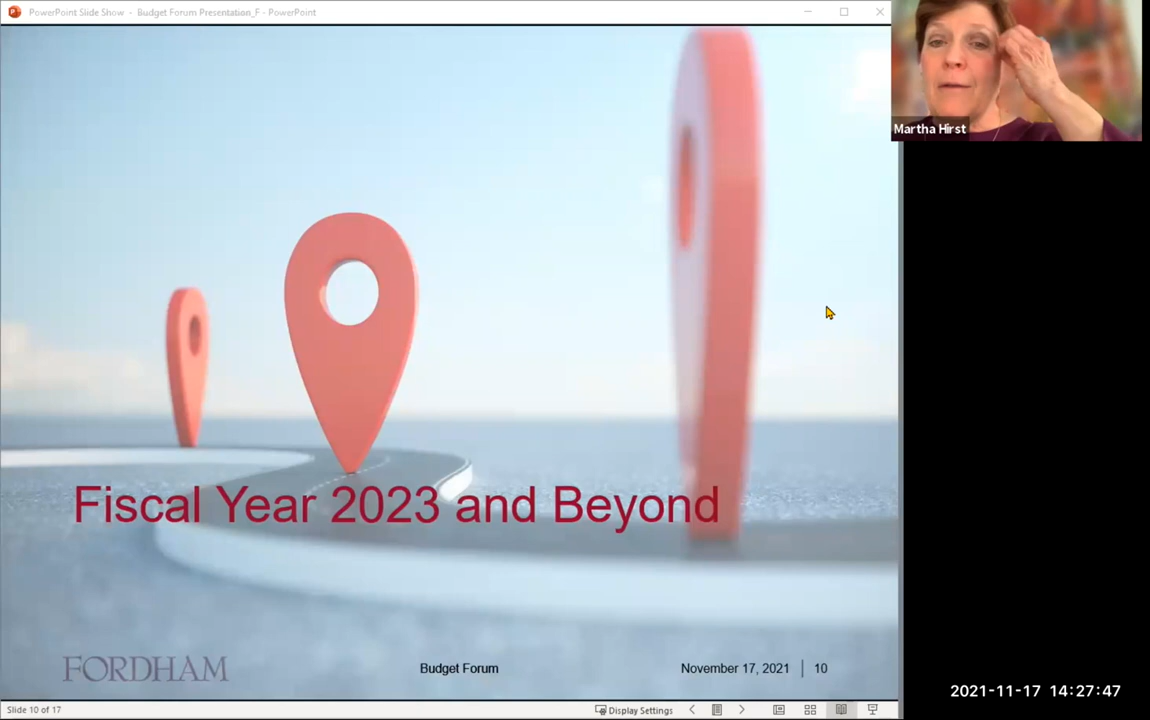 PowerPoint Slide Show - Budget Forum Presentation_F - PowerPoint
Martha Hirst
Fiscal Year 2023 and Beyond
FORDHAM
Budget Forum
November 17, 2021 | 10
Slide 10 of 17
Display Settings
2021-11-17 14:27:47